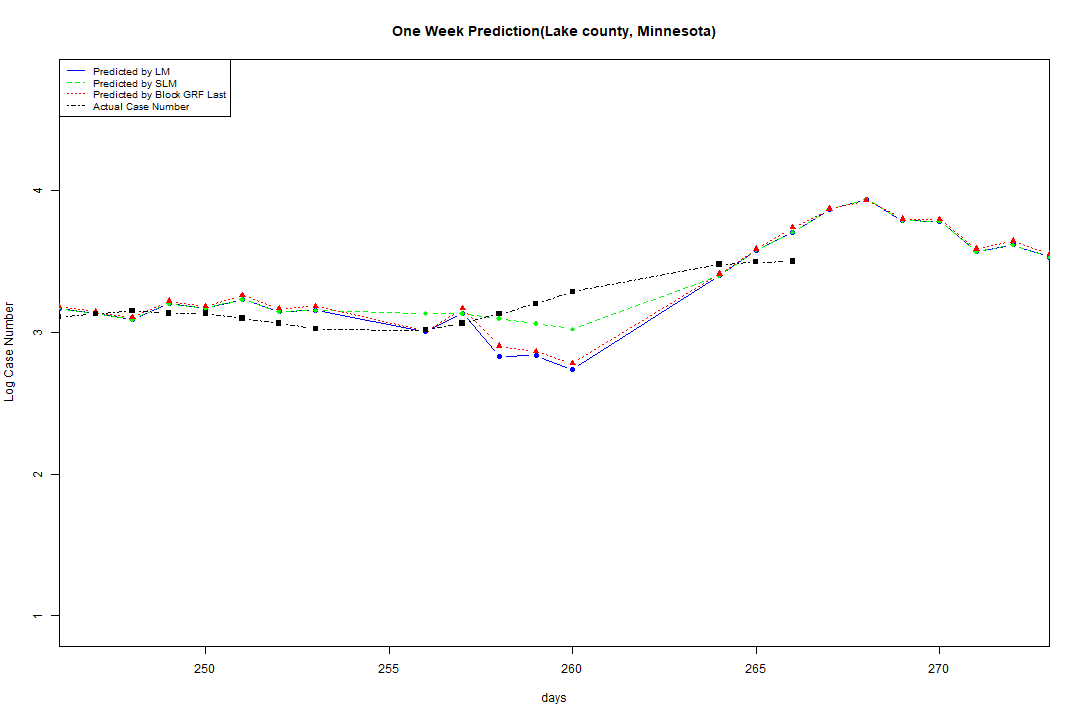 One Week Prediction(Lake county, Minnesota)
Predicted by LM
Predicted by SLM
Predicted by Block GRF Last
Actual Case Number
4
3
2
1
Log Case Number
250 255 260 265 270
days